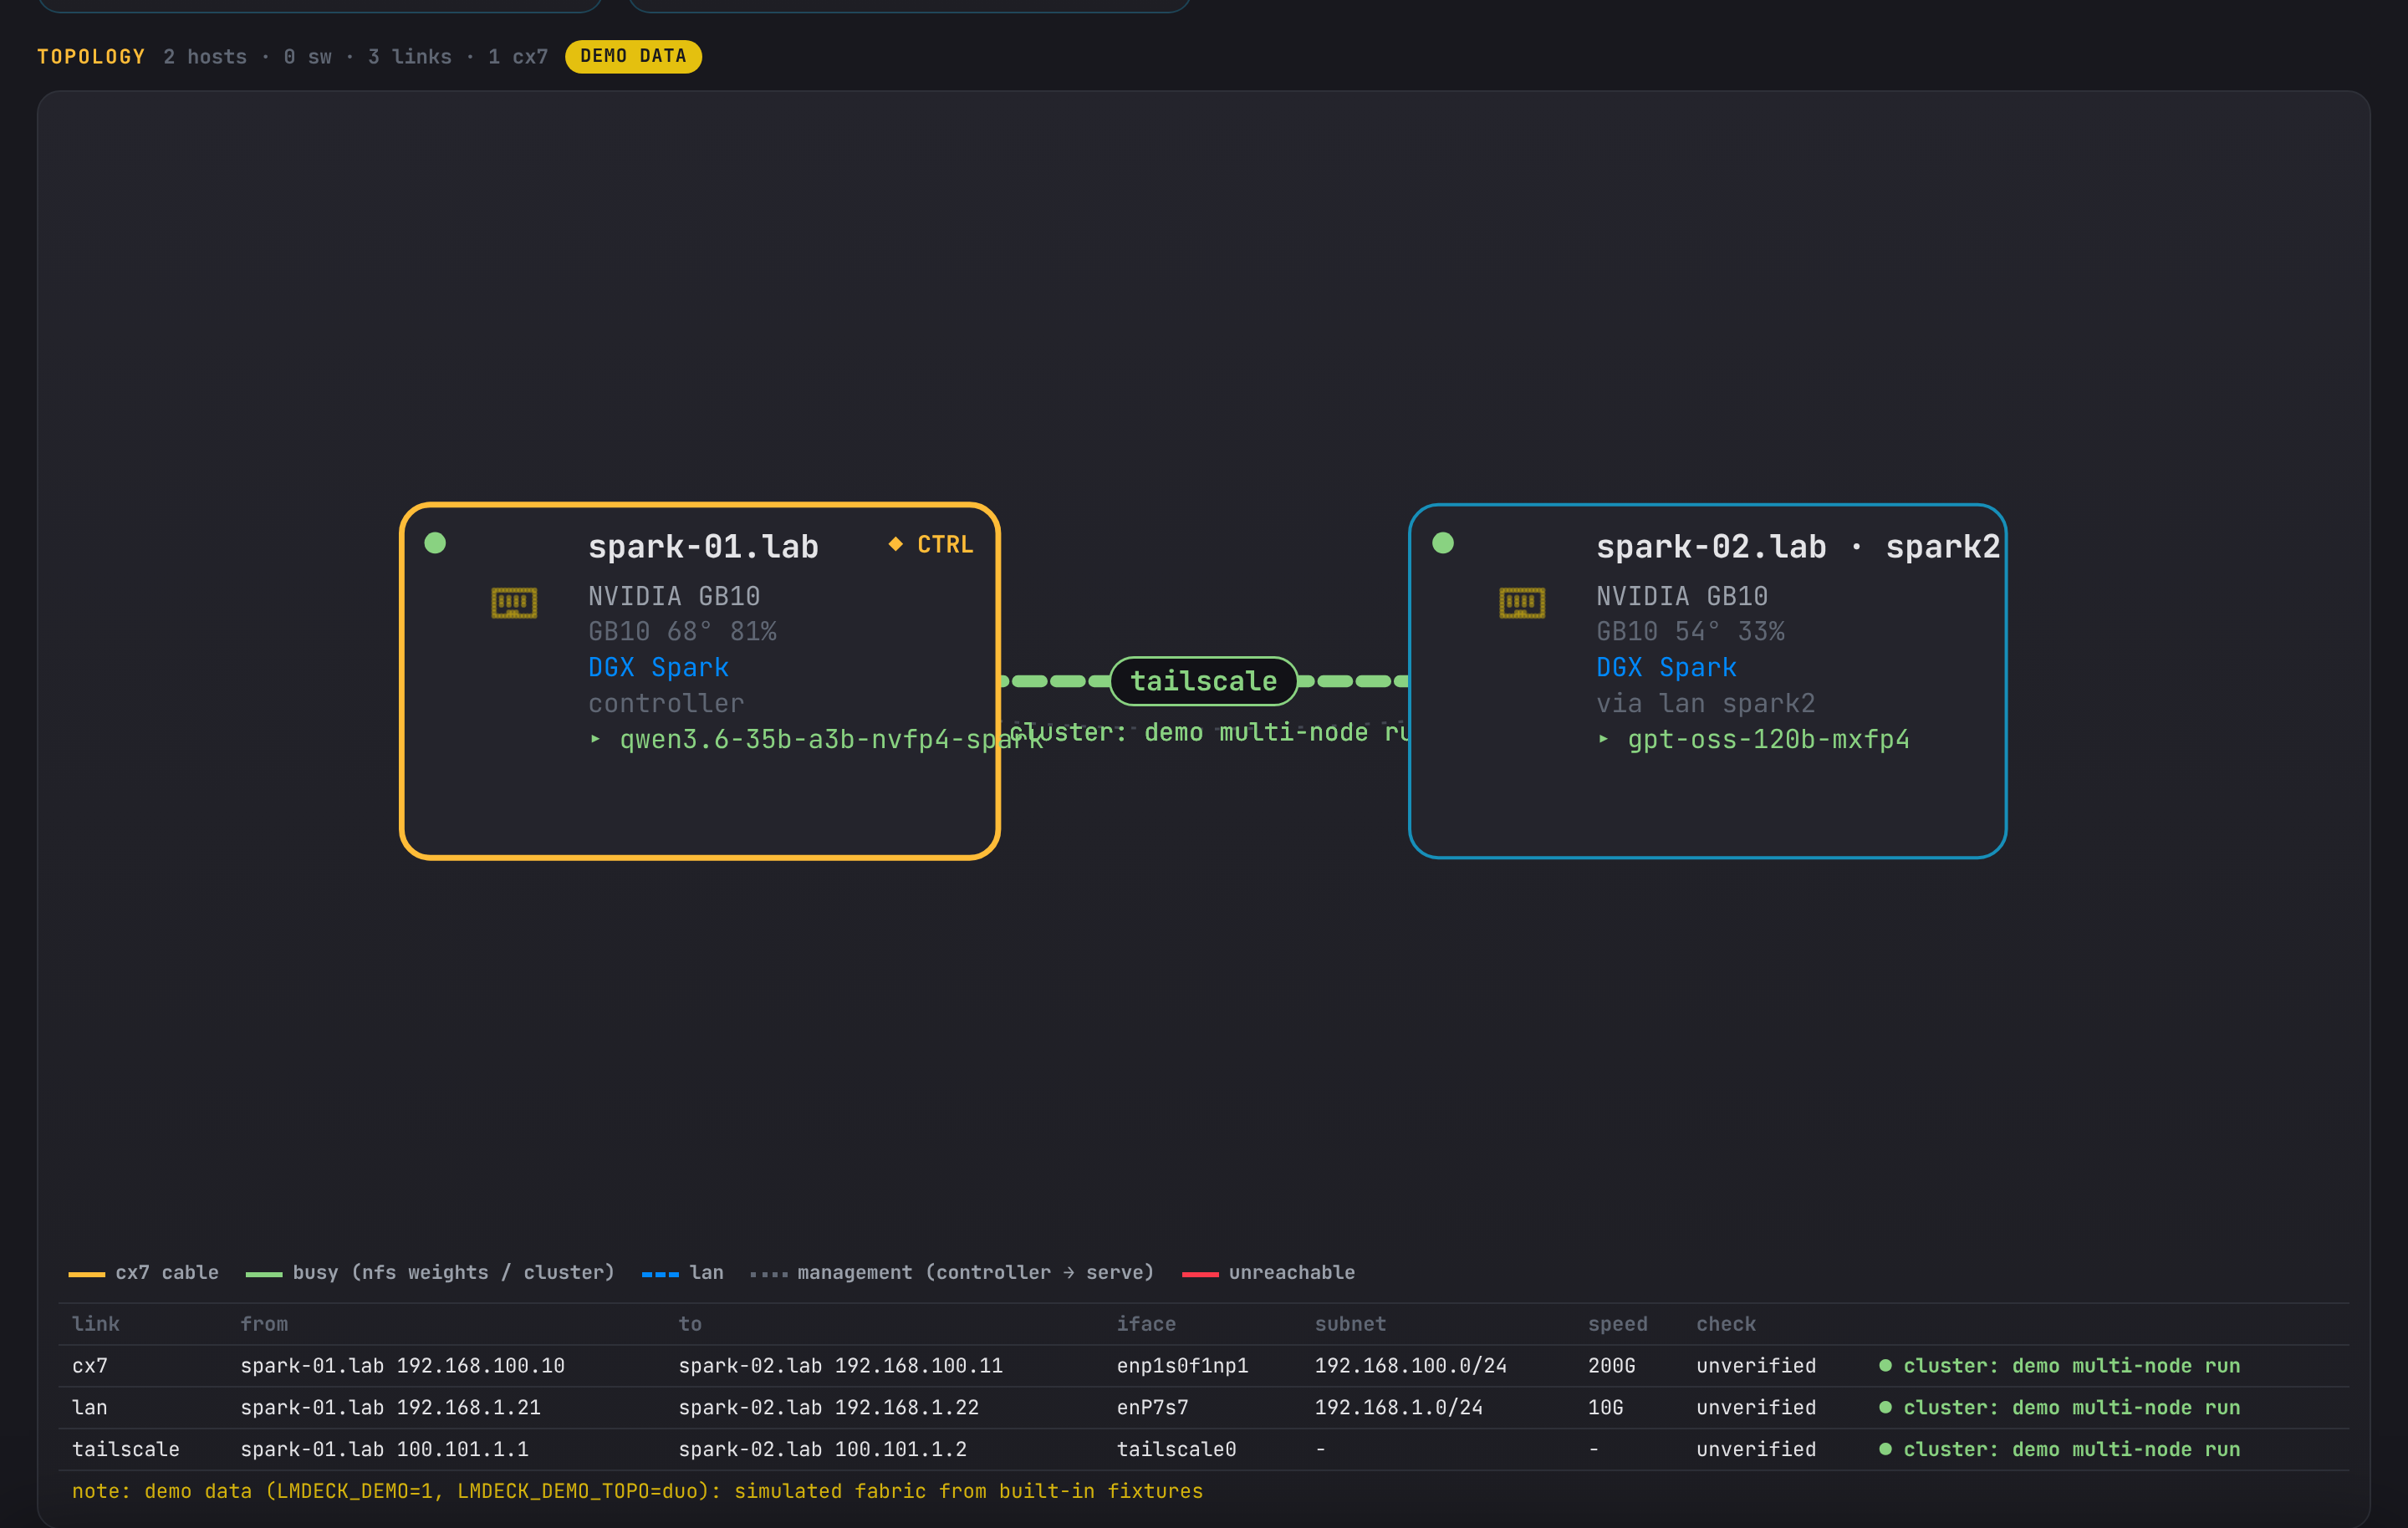 TOPOLOGY 2 hosts · 0 sw · 3 links · 1 cx7 DEMO DATA
spark-01.lab ◆ CTRL
NVIDIA GB10
GB10 68° 81%
DGX Spark
controller
▸ qwen3.6-35b-a3b-nvfp4-spark
tailscale
cluster: demo multi-node ru
spark-02.lab · spark2
NVIDIA GB10
GB10 54° 33%
DGX Spark
via lan spark2
▸ gpt-oss-120b-mxfp4
cx7 cable busy (nfs weights / cluster) lan management (controller → serve) unreachable
link from to iface subnet speed check
cx7 spark-01.lab 192.168.100.10 spark-02.lab 192.168.100.11 enp1s0f1np1 192.168.100.0/24 200G unverified ● cluster: demo multi-node run
lan spark-01.lab 192.168.1.21 spark-02.lab 192.168.1.22 enP7s7 192.168.1.0/24 10G unverified ● cluster: demo multi-node run
tailscale spark-01.lab 100.101.1.1 spark-02.lab 100.101.1.2 tailscale0 - - unverified ● cluster: demo multi-node run
note: demo data (LMDECK_DEMO=1, LMDECK_DEMO_TOPO=duo): simulated fabric from built-in fixtures